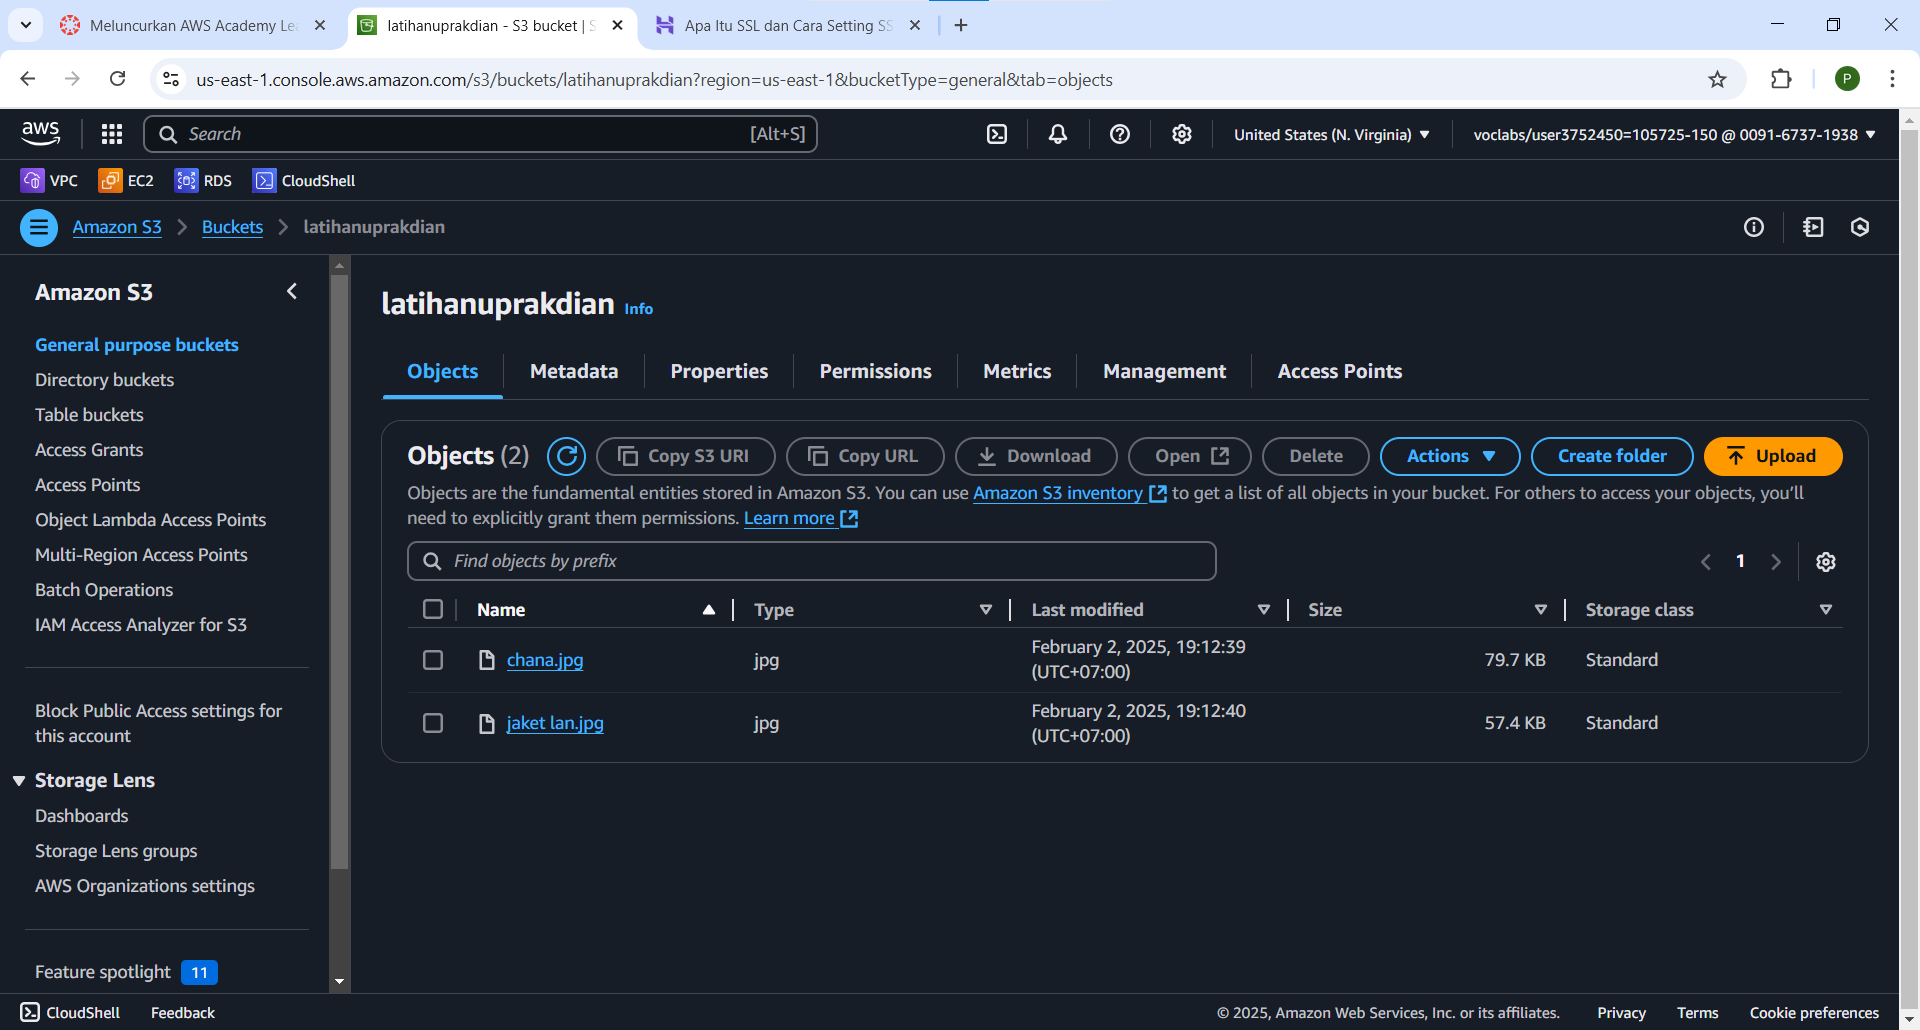 Meluncurkan AWS Academy Lea
latihanuprakdian - S3 bucket | S
Apa Itu SSL dan Cara Setting SS
us-east-1.console.aws.amazon.com/s3/buckets/latihanuprakdian?region=us-east-1&bucketType=general&tab=objects
P
aws
Search
[Alt+S]
United States (N. Virginia)
voclabs/user3752450=105725-150 @ 0091-6737-1938
VPC
EC2
RDS
CloudShell
Amazon S3
Buckets
latihanuprakdian
Amazon S3
General purpose buckets
Directory buckets
Table buckets
Access Grants
Access Points
Object Lambda Access Points
Multi-Region Access Points
Batch Operations
IAM Access Analyzer for S3
Block Public Access settings for
this account
Storage Lens
Dashboards
Storage Lens groups
AWS Organizations settings
Feature spotlight 11
latihanuprakdian Info
Objects
Metadata
Properties
Permissions
Metrics
Management
Access Points
Objects (2)
Copy S3 URI
Copy URL
Download
Open
Delete
Actions
Create folder
Upload
Objects are the fundamental entities stored in Amazon S3. You can use Amazon S3 inventory to get a list of all objects in your bucket. For others to access your objects, you'll
need to explicitly grant them permissions. Learn more
Find objects by prefix
1
Name
Type
Last modified
Size
Storage class
chana.jpg
jpg
February 2, 2025, 19:12:39
(UTC+07:00)
79.7 KB
Standard
jaket lan.jpg
jpg
February 2, 2025, 19:12:40
(UTC+07:00)
57.4 KB
Standard
CloudShell
Feedback
© 2025, Amazon Web Services, Inc. or its affiliates.
Privacy
Terms
Cookie preferences